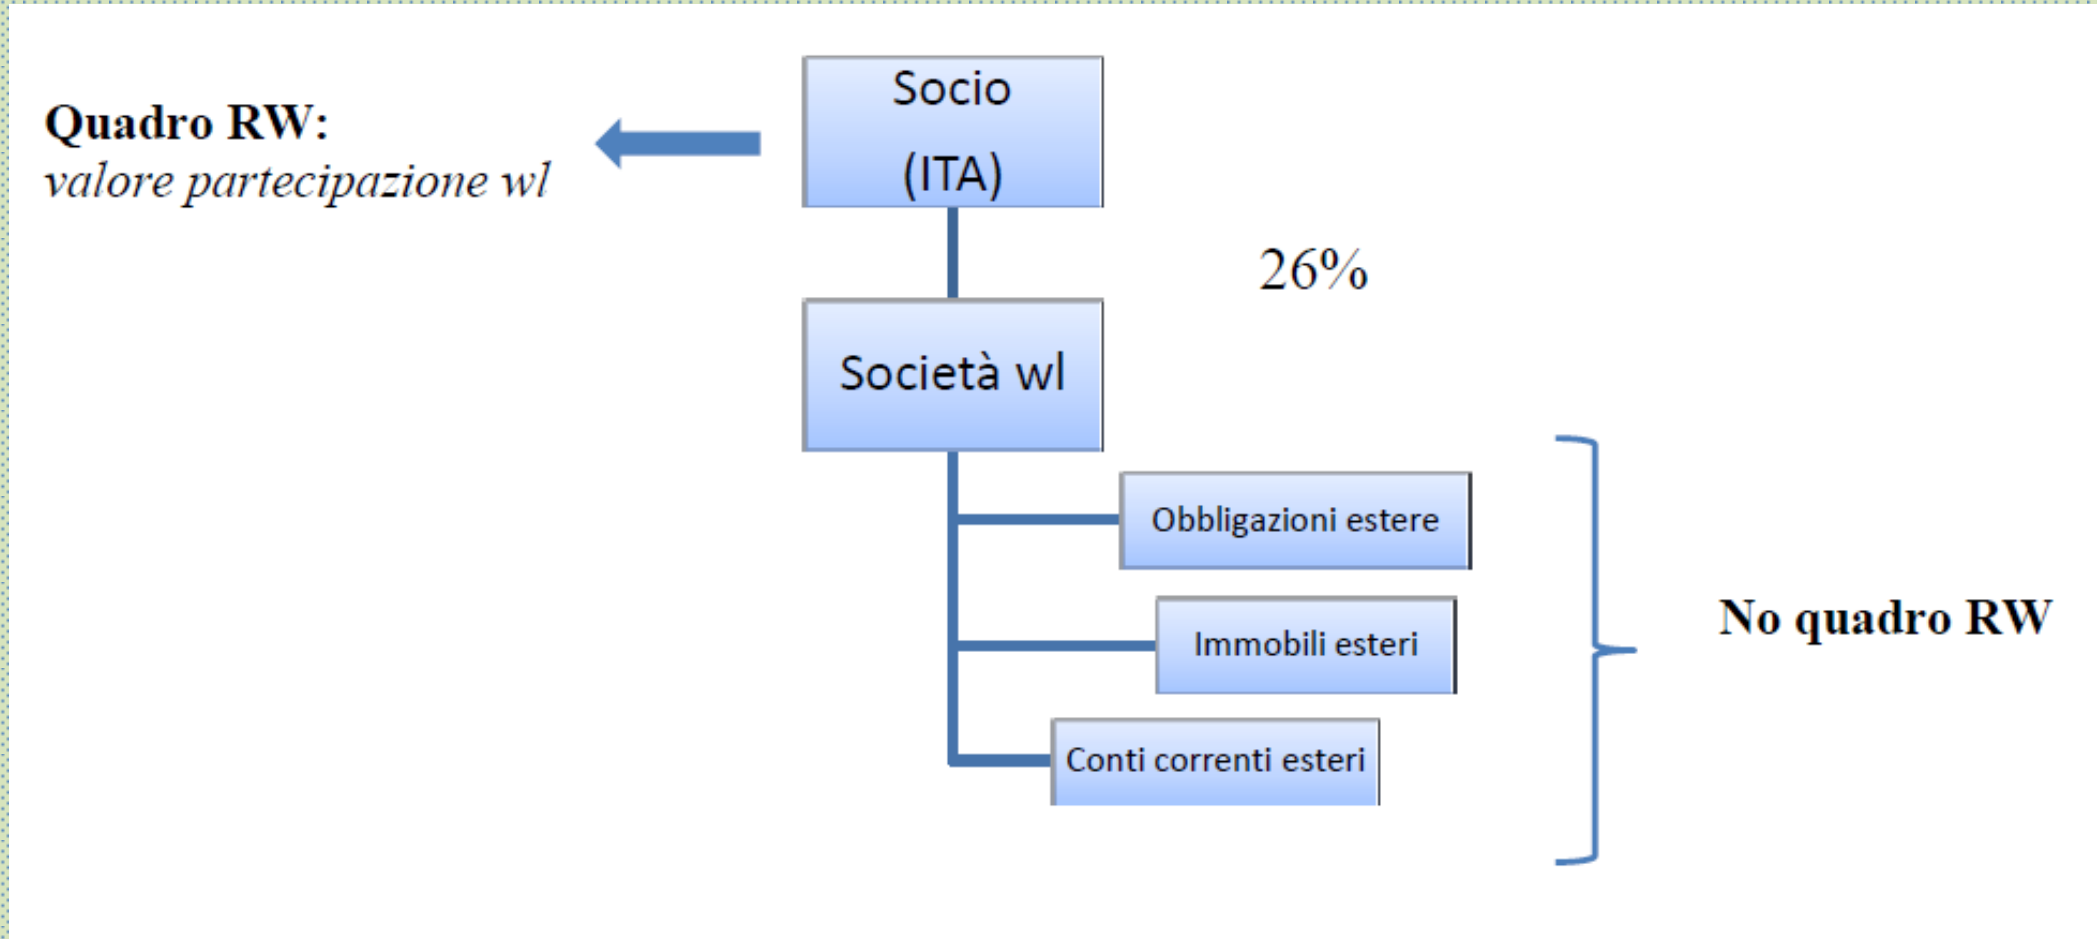 Socio
(ITA)
Quadro RW:
valore partecipazione wl
26%
Società wl
Obbligazioni estere
Immobili esteri
Conti correnti esteri
No quadro RW